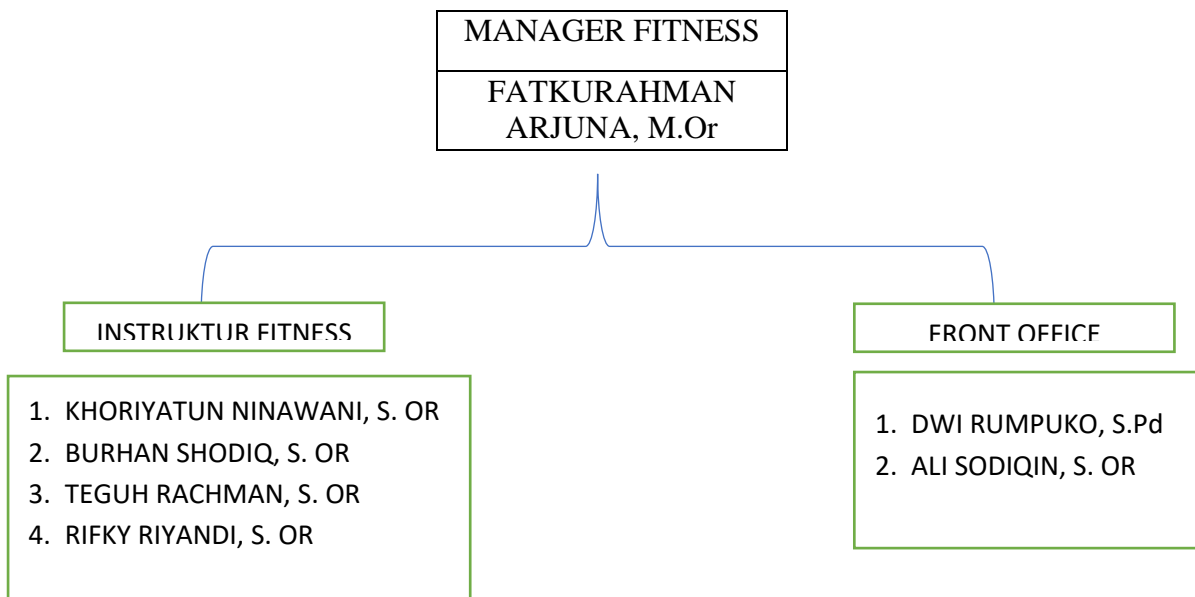 MANAGER FITNESS
FATKURAHMAN
ARJUNA, M.Or
INSTRUKTUR FITNESS
FRONT OFFICE
1. KHORIYATUN NINAWANI, S. OR
2. BURHAN SHODIQ, S. OR
3. TEGUH RACHMAN, S. OR
4. RIFKY RIYANDI, S. OR
1. DWI RUMPUKO, S.Pd
2. ALI SODIQIN, S. OR